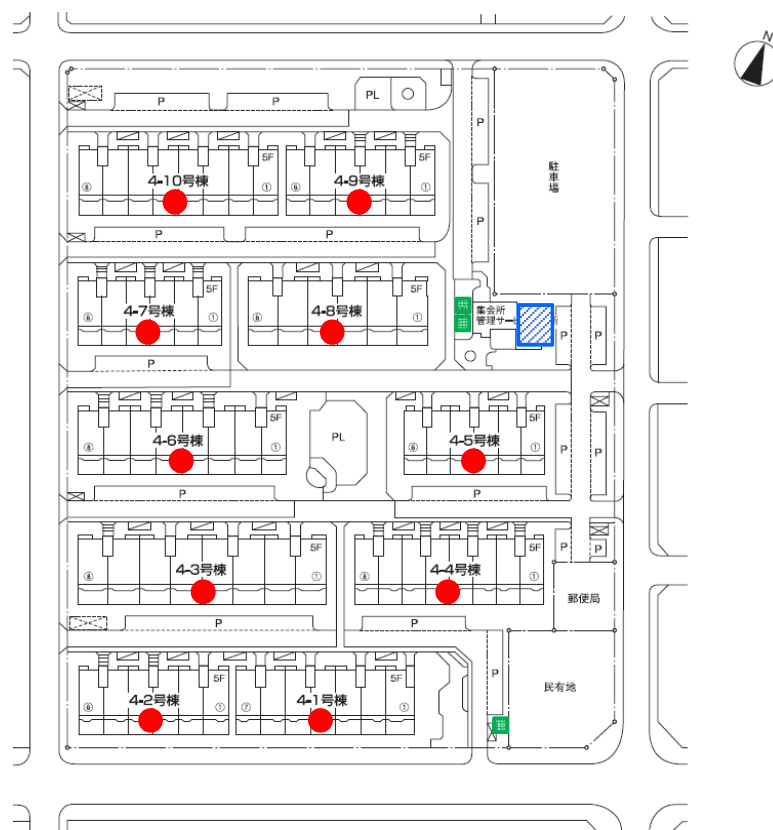 N
PL
P
P
駐車場
P
5F
5F
4-10号棟
4-9号棟
⑧
①
⑥
①
P
P
P
5F
5F
4-7号棟
4-8号棟
集会所
管理サー
所
⑥
①
⑥
①
P
P
P
5F
5F
4-6号棟
PL
4-5号棟
⑧
①
⑥
①
P
P
P
P
5F
5F
P
P
4-3号棟
4-4号棟
⑧
①
⑧
①
郵便局
P
P
5F
5F
P
民有地
4-2号棟
4-1号棟
⑥
①
⑦
①